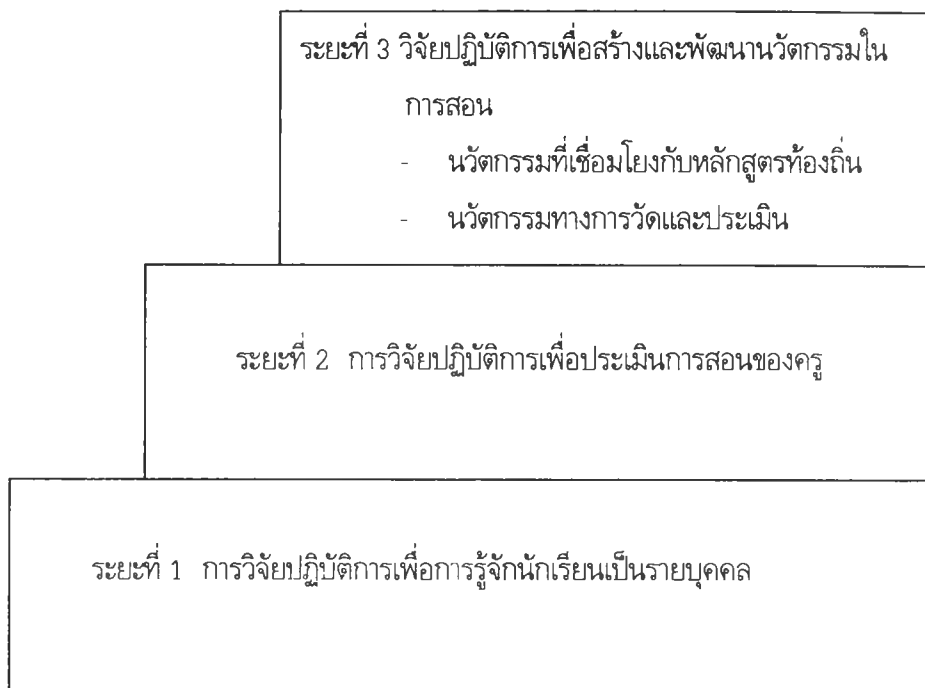 ระยะที่ 3 วิจัยปฏิบัติการเพื่อสร้างและพัฒนานวัตกรรมใน
การสอน
- นวัตกรรมที่เชื่อมโยงกับหลักสูตรท้องถิ่น
- นวัตกรรมทางการวัดและประเมิน
ระยะที่ 2 การวิจัยปฏิบัติการเพื่อประเมินการสอนของครู
ระยะที่ 1 การวิจัยปฏิบัติการเพื่อการรู้จักนักเรียนเป็นรายบุคคล